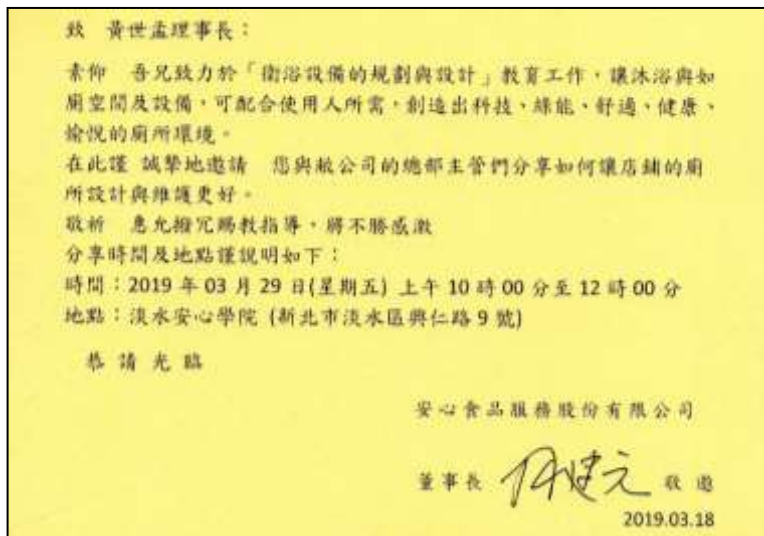 致　黃世孟理事長：
素仰　吾兄致力於「衛浴設備的規劃與設計」教育工作，讓沐浴與如
廁空間及設備，可配合使用人所需，創造出科技、綠能、舒適、健康、
愉悅的廁所環境。
在此謹 誠摯地邀請　您與敝公司的總部主管們分享如何讓店鋪的廁
所設計與維護更好。
敬祈　惠允撥冗賜教指導，將不勝感激
分享時間及地點謹說明如下：
時間：2019 年 03 月 29 日(星期五) 上午 10 時 00 分至 12 時 00 分
地點：淡水安心學院 (新北市淡水區興仁路 9 號)
恭 請 光 臨
安心食品服務股份有限公司
董事長 敬 邀
2019.03.18